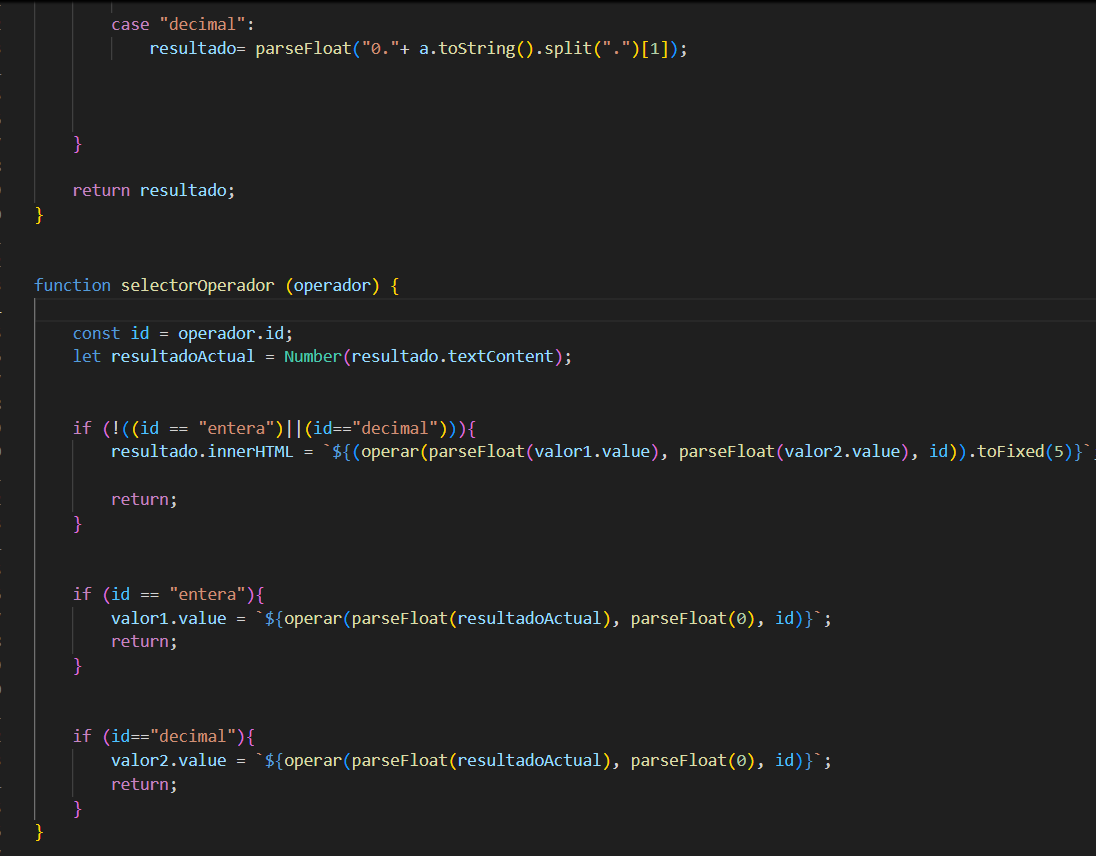 case "decimal":
resultado= parseFloat("0."+ a.toString().split(".")[1]);
}
return resultado;
}
function selectorOperador (operador) {
const id = operador.id;
let resultadoActual = Number(resultado.textContent);
if (!((id == "entera")||(id=="decimal"))){
resultado.innerHTML = `${(operar(parseFloat(valor1.value), parseFloat(valor2.value), id)).toFixed(5)}`
return;
}
if (id == "entera"){
valor1.value = `${operar(parseFloat(resultadoActual), parseFloat(0), id)}`;
return;
}
if (id=="decimal"){
valor2.value = `${operar(parseFloat(resultadoActual), parseFloat(0), id)}`;
return;
}
}